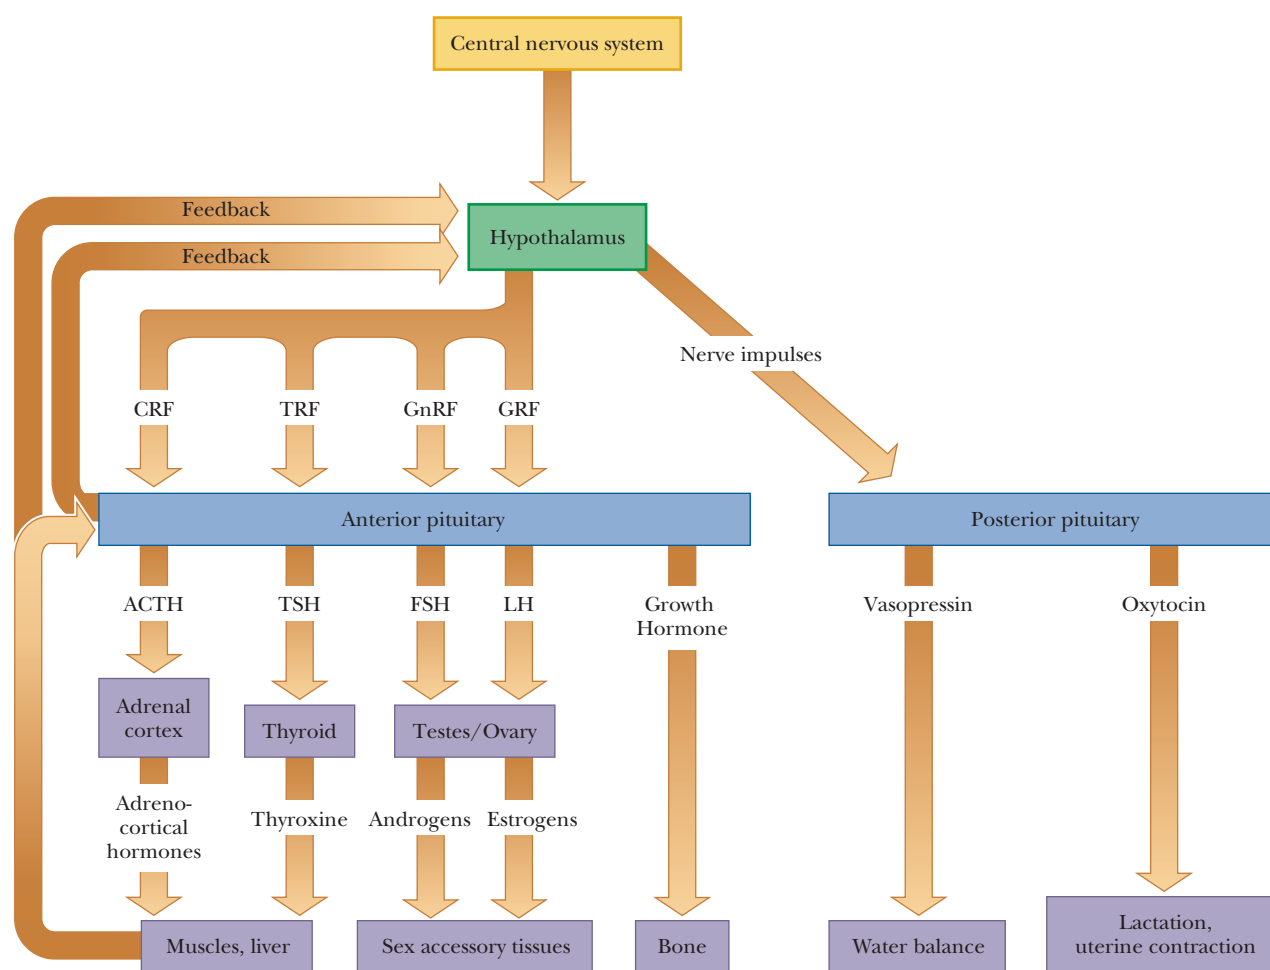 Central nervous system
Feedback
Hypothalamus
Feedback
Nerve impulses
CRF
TRF
GnRF
GRF
Anterior pituitary
Posterior pituitary
ACTH
TSH
FSH
LH
Growth
Hormone
Vasopressin
Oxytocin
Adrenal
cortex
Thyroid
Testes/Ovary
Adreno-
cortical
hormones
Thyroxine
Androgens
Estrogens
Muscles, liver
Sex accessory tissues
Bone
Water balance
Lactation,
uterine contraction